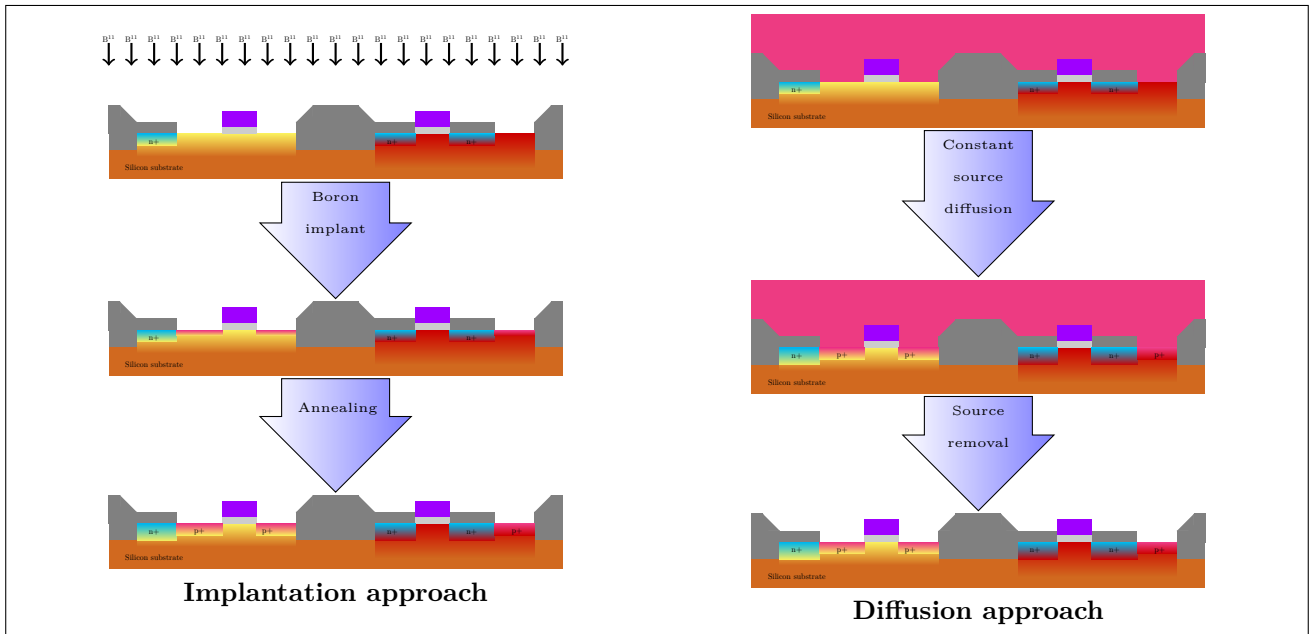 B¹¹ B¹¹ B¹¹ B¹¹ B¹¹ B¹¹ B¹¹ B¹¹ B¹¹ B¹¹ B¹¹ B¹¹ B¹¹ B¹¹ B¹¹ B¹¹ B¹¹ B¹¹ B¹¹ B¹¹ B¹¹
n+ n+ n+
Silicon substrate
Boron
implant
n+ n+ n+
Silicon substrate
Annealing
n+ p+ p+ n+ n+ p+
Silicon substrate
Implantation approach
n+ n+ n+
Silicon substrate
Constant
source
diffusion
n+ p+ p+ n+ n+ p+
Silicon substrate
Source
removal
n+ p+ p+ n+ n+ p+
Silicon substrate
Diffusion approach